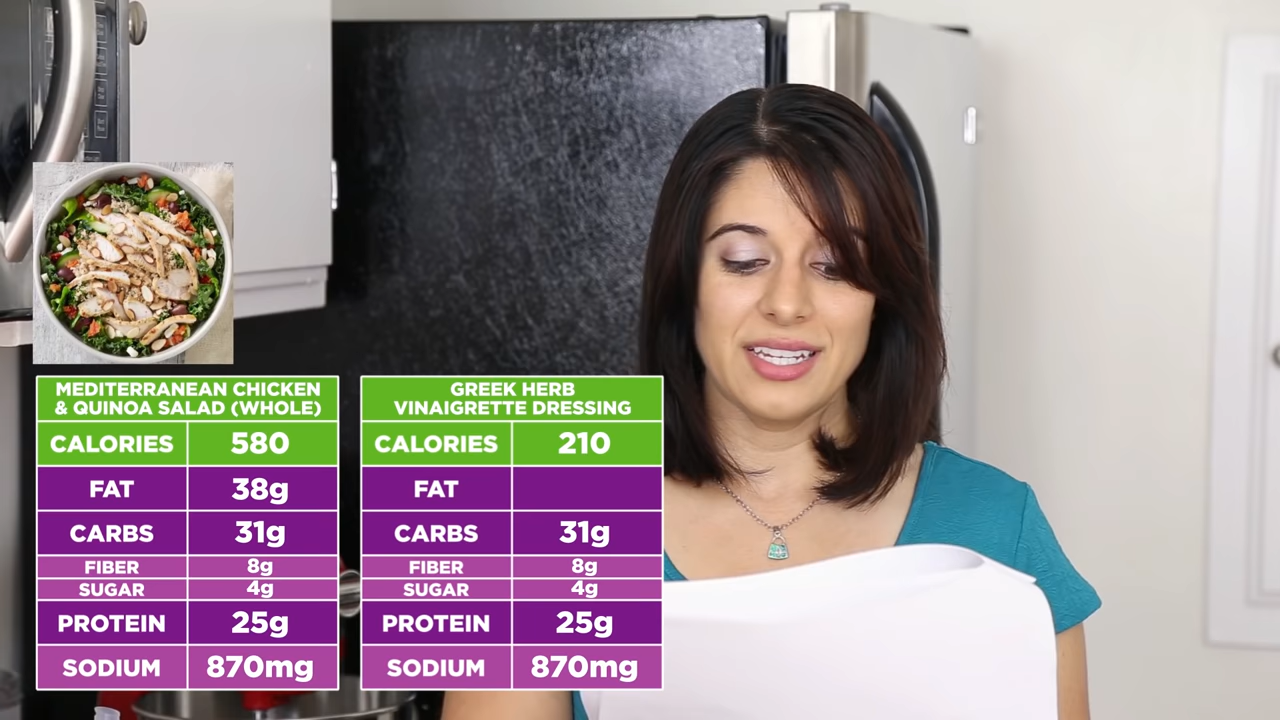 MEDITERRANEAN CHICKEN
& QUINOA SALAD (WHOLE)
CALORIES 580
FAT 38g
CARBS 31g
FIBER 8g
SUGAR 4g
PROTEIN 25g
SODIUM 870mg
GREEK HERB
VINAIGRETTE DRESSING
CALORIES 210
FAT
CARBS 31g
FIBER 8g
SUGAR 4g
PROTEIN 25g
SODIUM 870mg